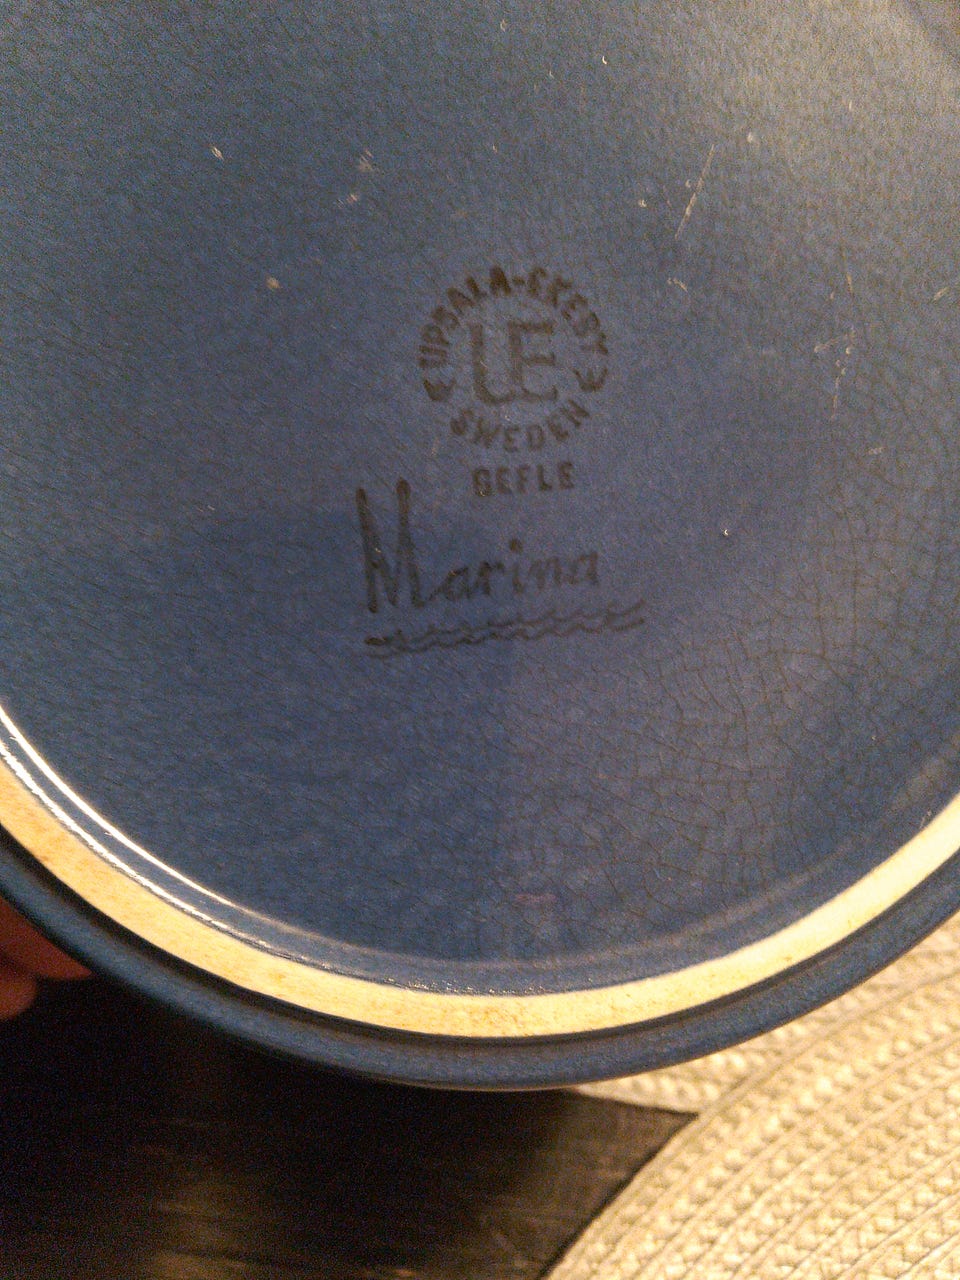 UPSALA-EKEBY
UE
SWEDEN
GEFLE
Marina